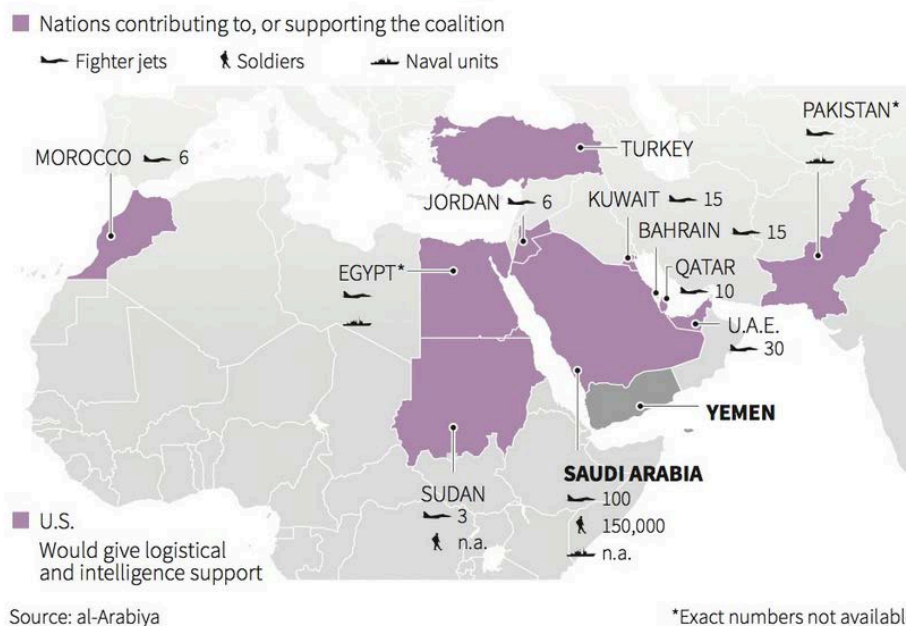 Nations contributing to, or supporting the coalition
Fighter jets Soldiers Naval units
PAKISTAN*
MOROCCO 6
TURKEY
JORDAN 6
KUWAIT 15
BAHRAIN 15
EGYPT*
QATAR
10
U.A.E.
30
YEMEN
SAUDI ARABIA
100
150,000
n.a.
SUDAN
3
n.a.
U.S.
Would give logistical
and intelligence support
Source: al-Arabiya
*Exact numbers not availabl